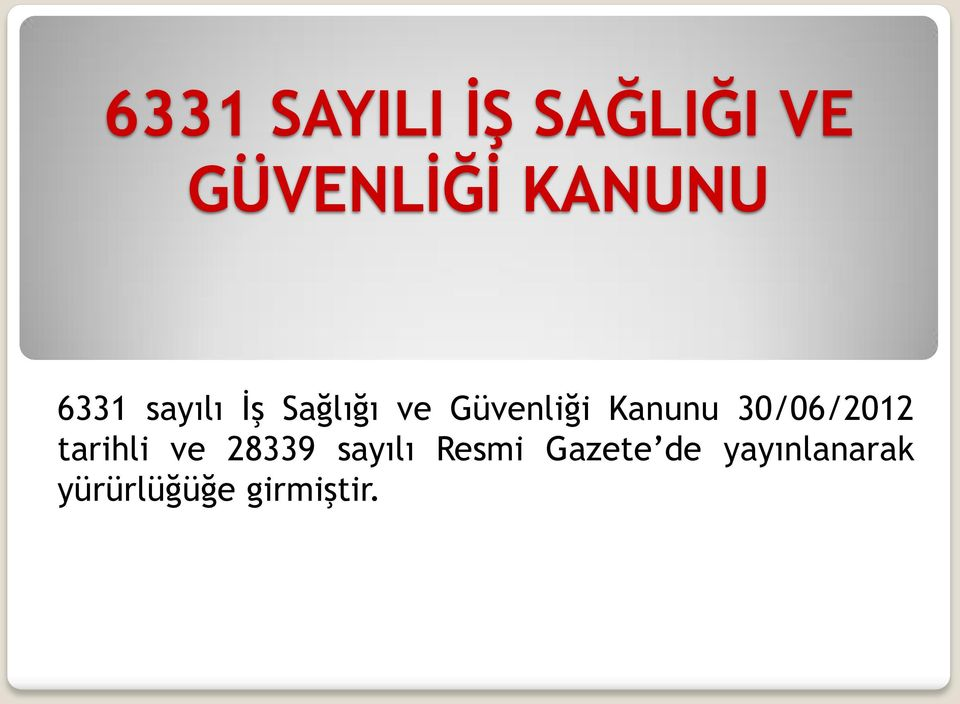 6331 SAYILI İŞ SAĞLIĞI VE
GÜVENLİĞİ KANUNU
6331 sayılı İş Sağlığı ve Güvenliği Kanunu 30/06/2012
tarihli ve 28339 sayılı Resmi Gazete’de yayınlanarak
yürürlüğüğe girmiştir.